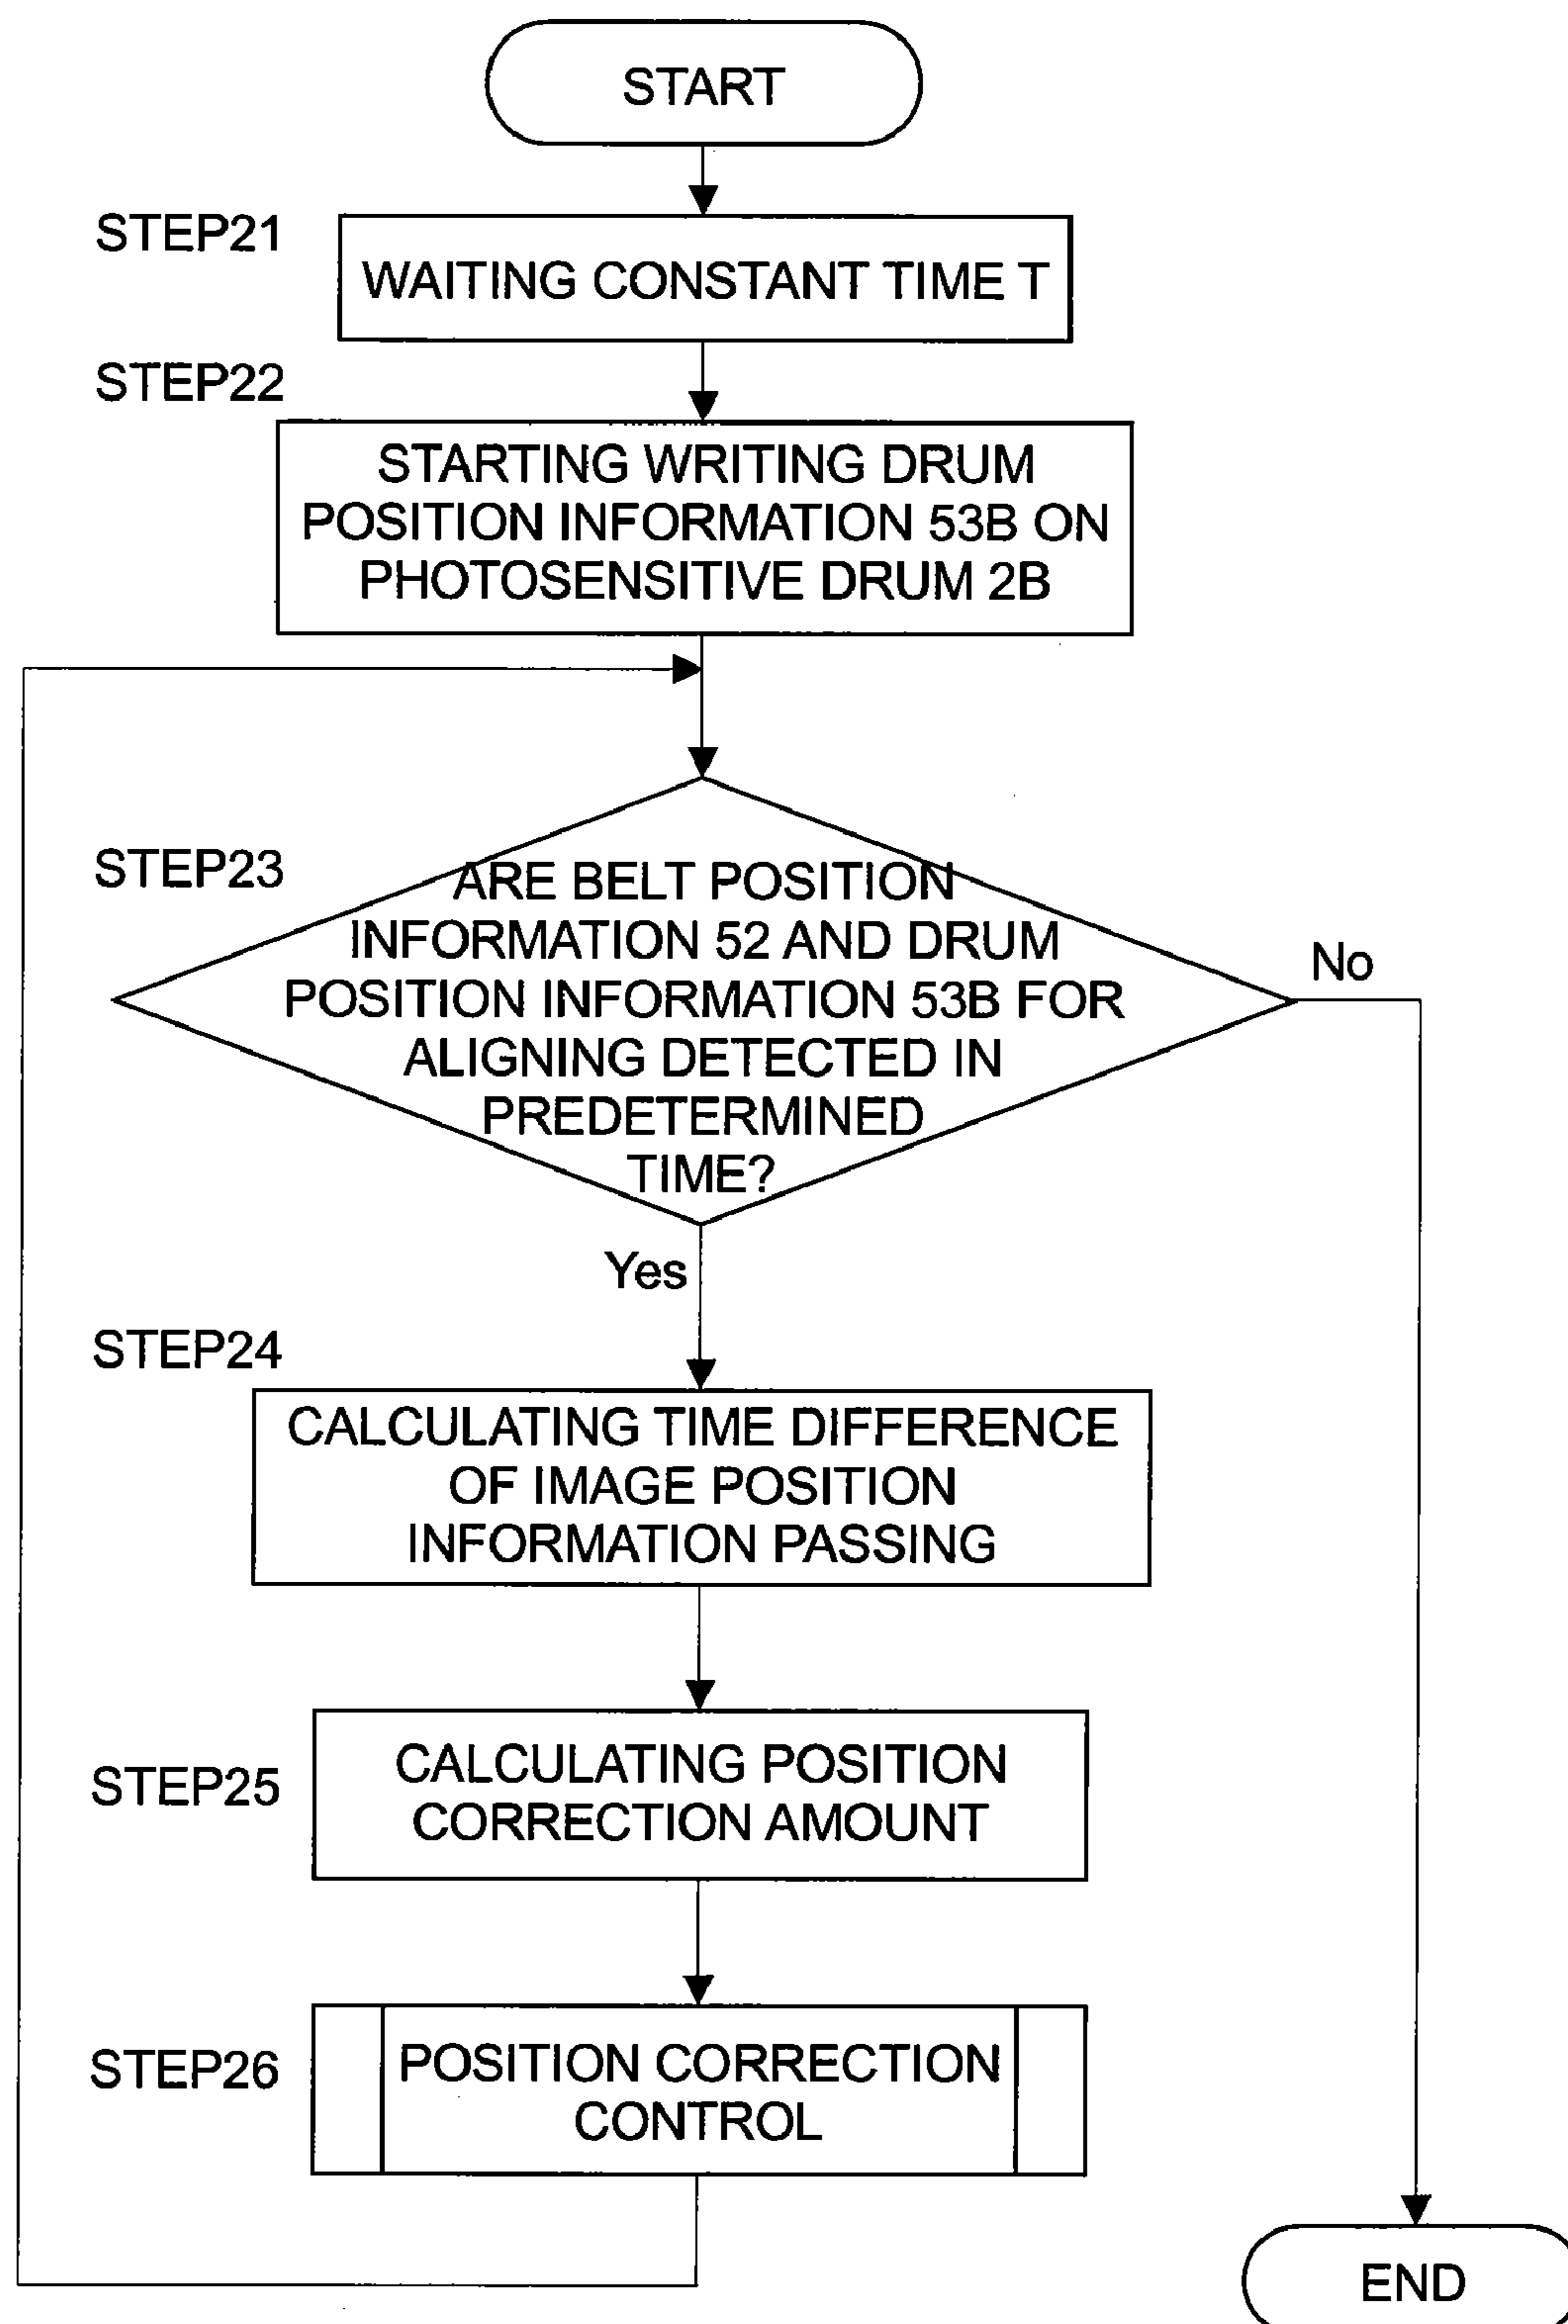 START
STEP21
WAITING CONSTANT TIME T
STEP22
STARTING WRITING DRUM
POSITION INFORMATION 53B ON
PHOTOSENSITIVE DRUM 2B
STEP23
ARE BELT POSITION
INFORMATION 52 AND DRUM
POSITION INFORMATION 53B FOR
ALIGNING DETECTED IN
PREDETERMINED
TIME?
No
Yes
STEP24
CALCULATING TIME DIFFERENCE
OF IMAGE POSITION
INFORMATION PASSING
STEP25
CALCULATING POSITION
CORRECTION AMOUNT
STEP26
POSITION CORRECTION
CONTROL
END